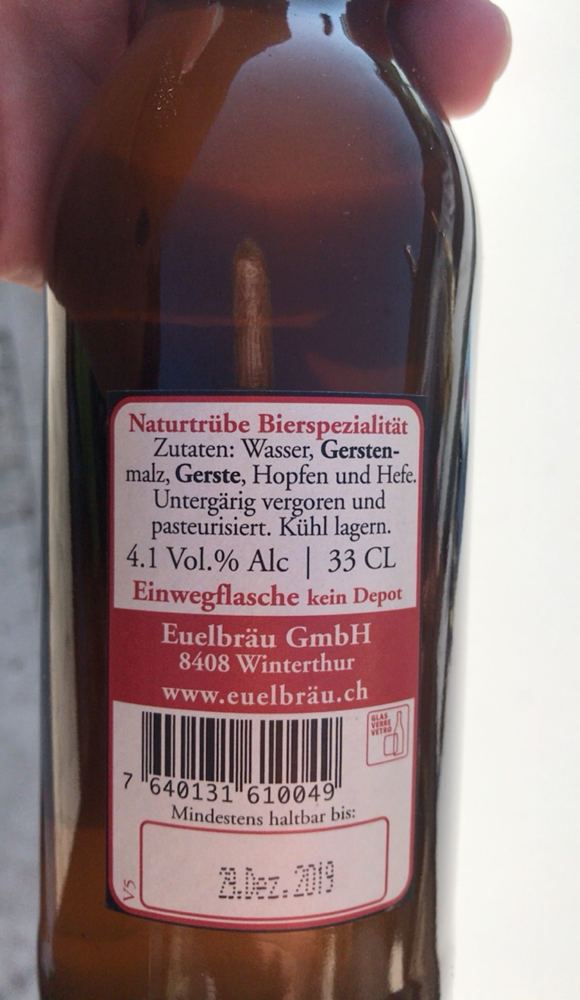 Naturtrübe Bierspezialität
Zutaten: Wasser, Gersten-
malz, Gerste, Hopfen und Hefe.
Untergärig vergoren und
pasteurisiert. Kühl lagern.
4.1 Vol.% Alc | 33 CL
Einwegflasche kein Depot
Euelbräu GmbH
8408 Winterthur
www.euelbräu.ch
GLAS
VERRE
VETRO
7 640131 610049
Mindestens haltbar bis:
Dez. 2019
V5